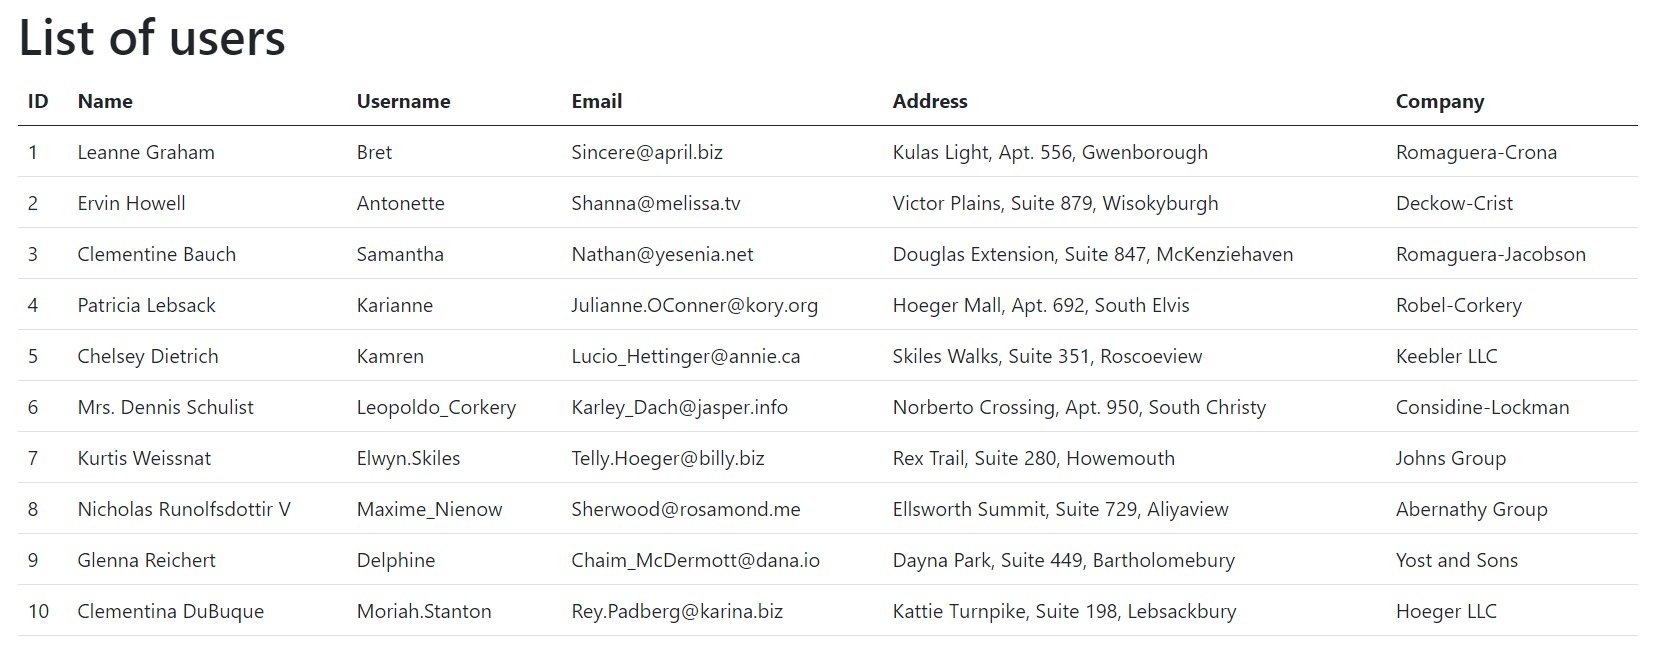 List of users
ID Name Username Email Address Company
1 Leanne Graham Bret Sincere@april.biz Kulas Light, Apt. 556, Gwenborough Romaguera-Crona
2 Ervin Howell Antonette Shanna@melissa.tv Victor Plains, Suite 879, Wisokyburgh Deckow-Crist
3 Clementine Bauch Samantha Nathan@yesenia.net Douglas Extension, Suite 847, McKenziehaven Romaguera-Jacobson
4 Patricia Lebsack Karianne Julianne.OConner@kory.org Hoeger Mall, Apt. 692, South Elvis Robel-Corkery
5 Chelsey Dietrich Kamren Lucio_Hettinger@annie.ca Skiles Walks, Suite 351, Roscoeview Keebler LLC
6 Mrs. Dennis Schulist Leopoldo_Corkery Karley_Dach@jasper.info Norberto Crossing, Apt. 950, South Christy Considine-Lockman
7 Kurtis Weissnat Elwyn.Skiles Telly.Hoeger@billy.biz Rex Trail, Suite 280, Howemouth Johns Group
8 Nicholas Runolfsdottir V Maxime_Nienow Sherwood@rosamond.me Ellsworth Summit, Suite 729, Aliyaview Abernathy Group
9 Glenna Reichert Delphine Chaim_McDermott@dana.io Dayna Park, Suite 449, Bartholomebury Yost and Sons
10 Clementina DuBuque Moriah.Stanton Rey.Padberg@karina.biz Kattie Turnpike, Suite 198, Lebsackbury Hoeger LLC